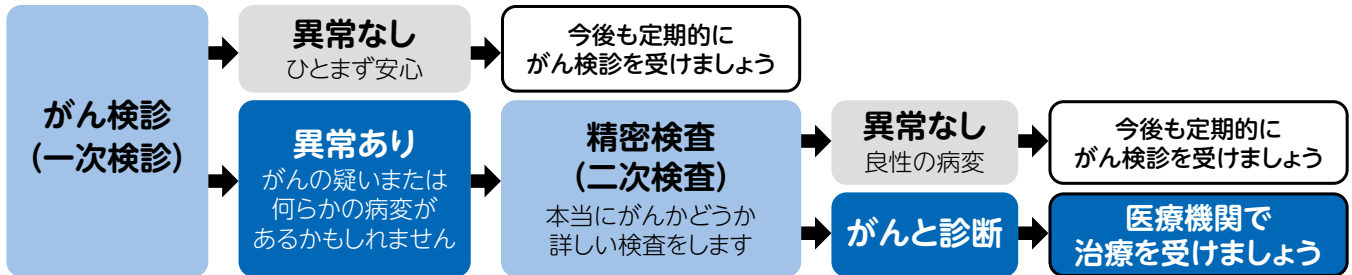 がん検診
(一次検診)
異常なし
ひとまず安心
今後も定期的に
がん検診を受けましょう
異常あり
がんの疑いまたは
何らかの病変が
あるかもしれません
精密検査
(二次検査)
本当にがんかどうか
詳しい検査をします
異常なし
良性の病変
今後も定期的に
がん検診を受けましょう
がんと診断
医療機関で
治療を受けましょう